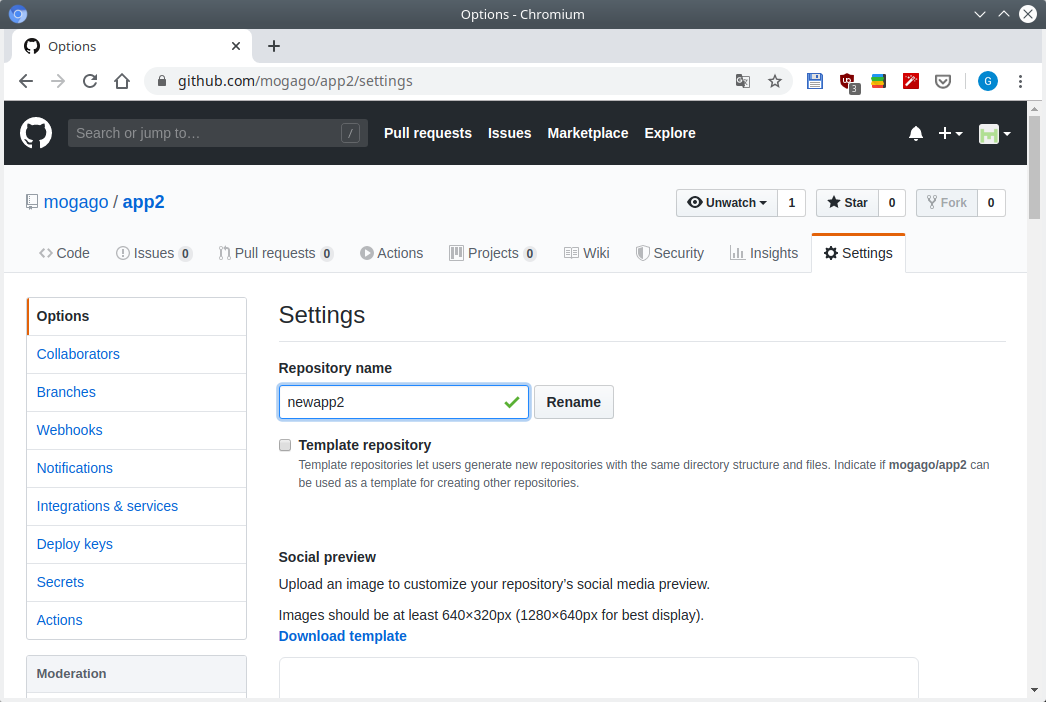 Options - Chromium
Options
github.com/mogago/app2/settings
3
G
Search or jump to…
/
Pull requests Issues Marketplace Explore
mogago / app2
Unwatch 1 Star 0 Fork 0
Code Issues 0 Pull requests 0 Actions Projects 0 Wiki Security Insights Settings
Options
Collaborators
Branches
Webhooks
Notifications
Integrations & services
Deploy keys
Secrets
Actions
Moderation
Settings
Repository name
newapp2 Rename
Template repository
Template repositories let users generate new repositories with the same directory structure and files. Indicate if mogago/app2 can
be used as a template for creating other repositories.
Social preview
Upload an image to customize your repository’s social media preview.
Images should be at least 640×320px (1280×640px for best display).
Download template